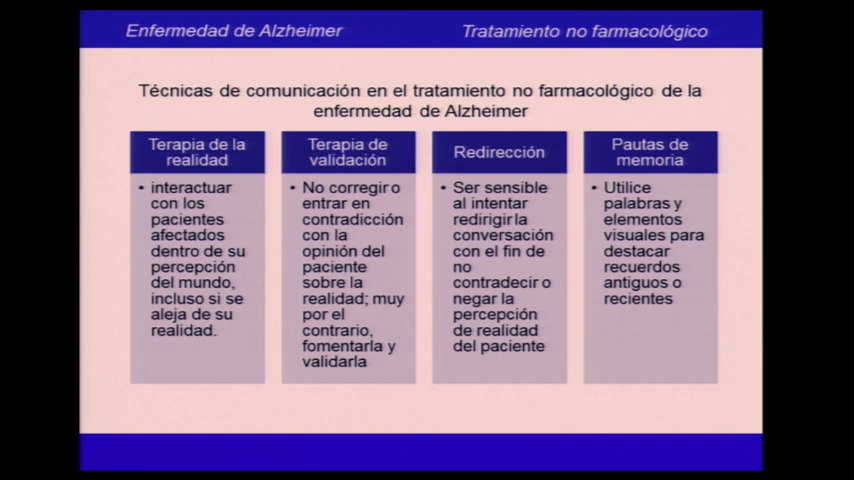 Enfermedad de Alzheimer
Tratamiento no farmacológico
Técnicas de comunicación en el tratamiento no farmacológico de la
enfermedad de Alzheimer
Terapia de la
realidad
• interactuar
con los
pacientes
afectados
dentro de su
percepción
del mundo,
incluso si se
aleja de su
realidad.
Terapia de
validación
• No corregir o
entrar en
contradicción
con la
opinión del
paciente
sobre la
realidad; muy
por el
contrario,
fomentarla y
validarla
Redirección
• Ser sensible
al intentar
redirigir la
conversación
con el fin de
no
contradecir o
negar la
percepción
de realidad
del paciente
Pautas de
memoria
• Utilice
palabras y
elementos
visuales para
destacar
recuerdos
antiguos o
recientes